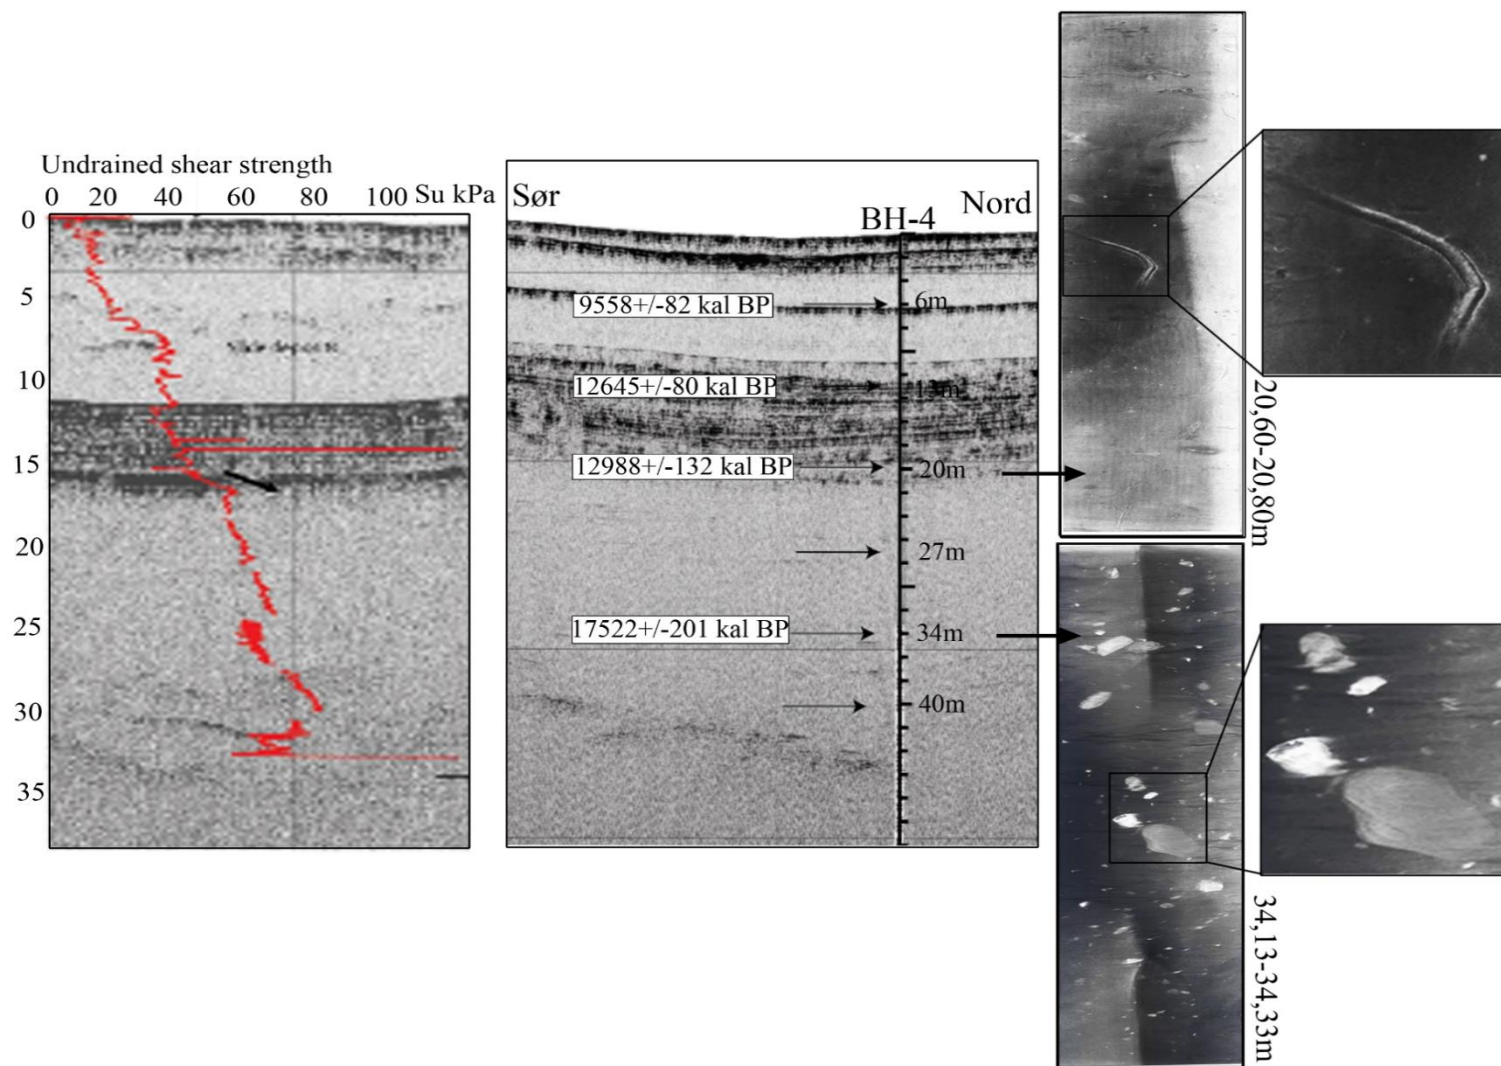 Undrained shear strength
0 20 40 60 80 100 Su kPa
0
5
10
15
20
25
30
35
Sør
BH-4
Nord
9558+/-82 kal BP
6m
12645+/-80 kal BP
13m
12988+/-132 kal BP
20m
27m
17522+/-201 kal BP
34m
40m
20,60-20,80m
34,13-34,33m